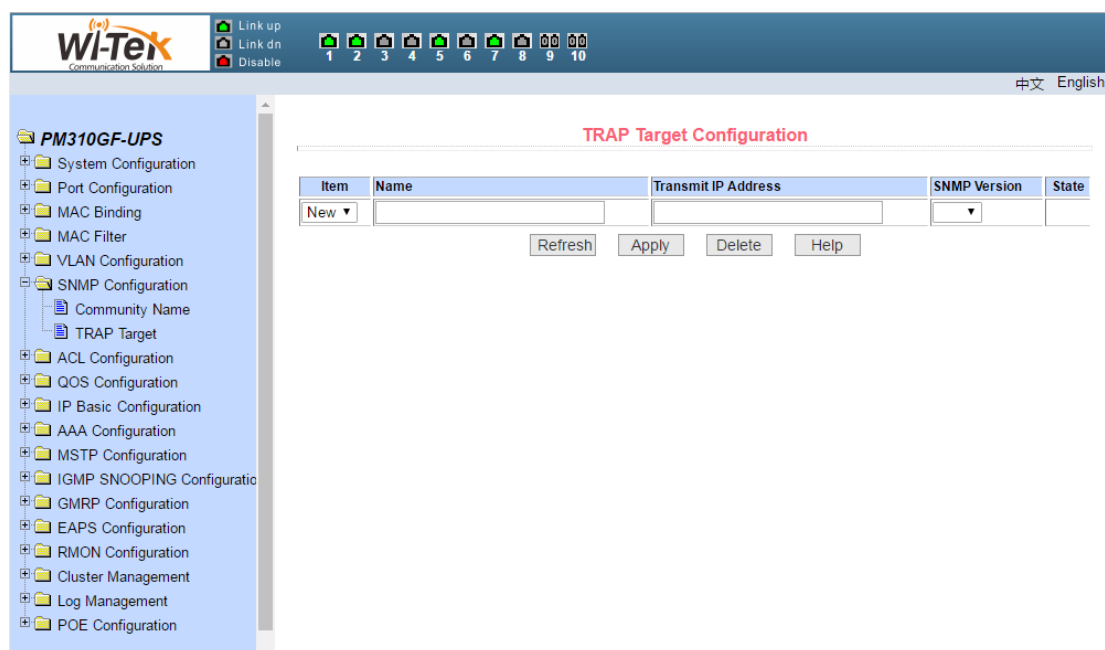 Wi-Tek
Communication Solution
Link up
Link dn
Disable
1 2 3 4 5 6 7 8 9 10
中文 English
PM310GF-UPS
System Configuration
Port Configuration
MAC Binding
MAC Filter
VLAN Configuration
SNMP Configuration
Community Name
TRAP Target
ACL Configuration
QOS Configuration
IP Basic Configuration
AAA Configuration
MSTP Configuration
IGMP SNOOPING Configuratio
GMRP Configuration
EAPS Configuration
RMON Configuration
Cluster Management
Log Management
POE Configuration
TRAP Target Configuration
Item Name Transmit IP Address SNMP Version State
New
Refresh Apply Delete Help